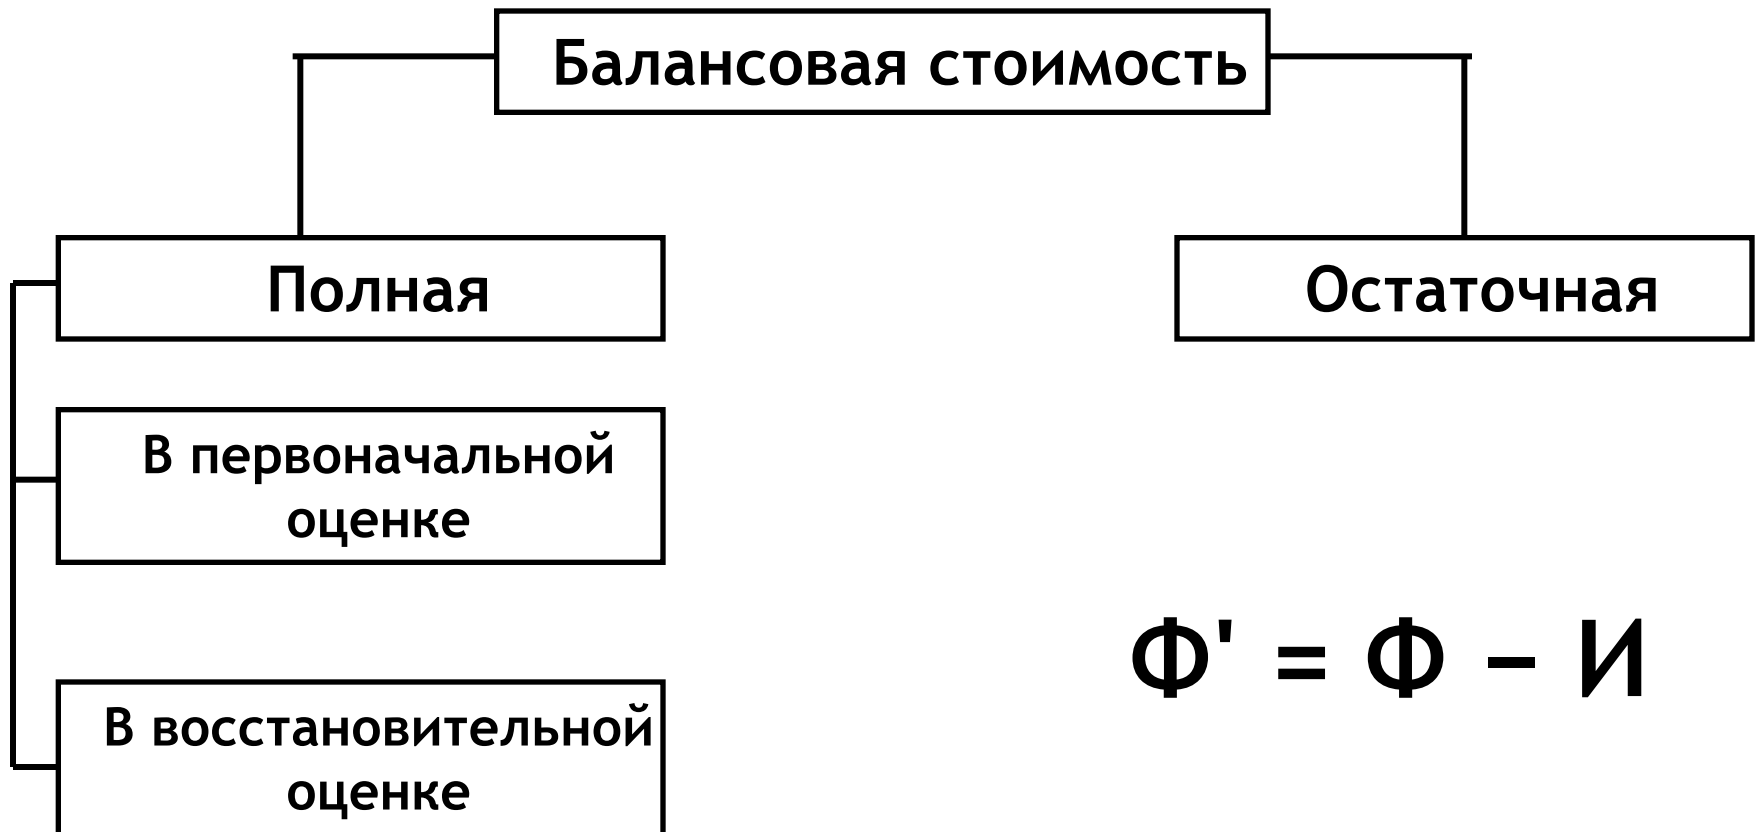 Балансовая стоимость
Полная
Остаточная
В первоначальной
оценке
Ф' = Ф – И
В восстановительной
оценке